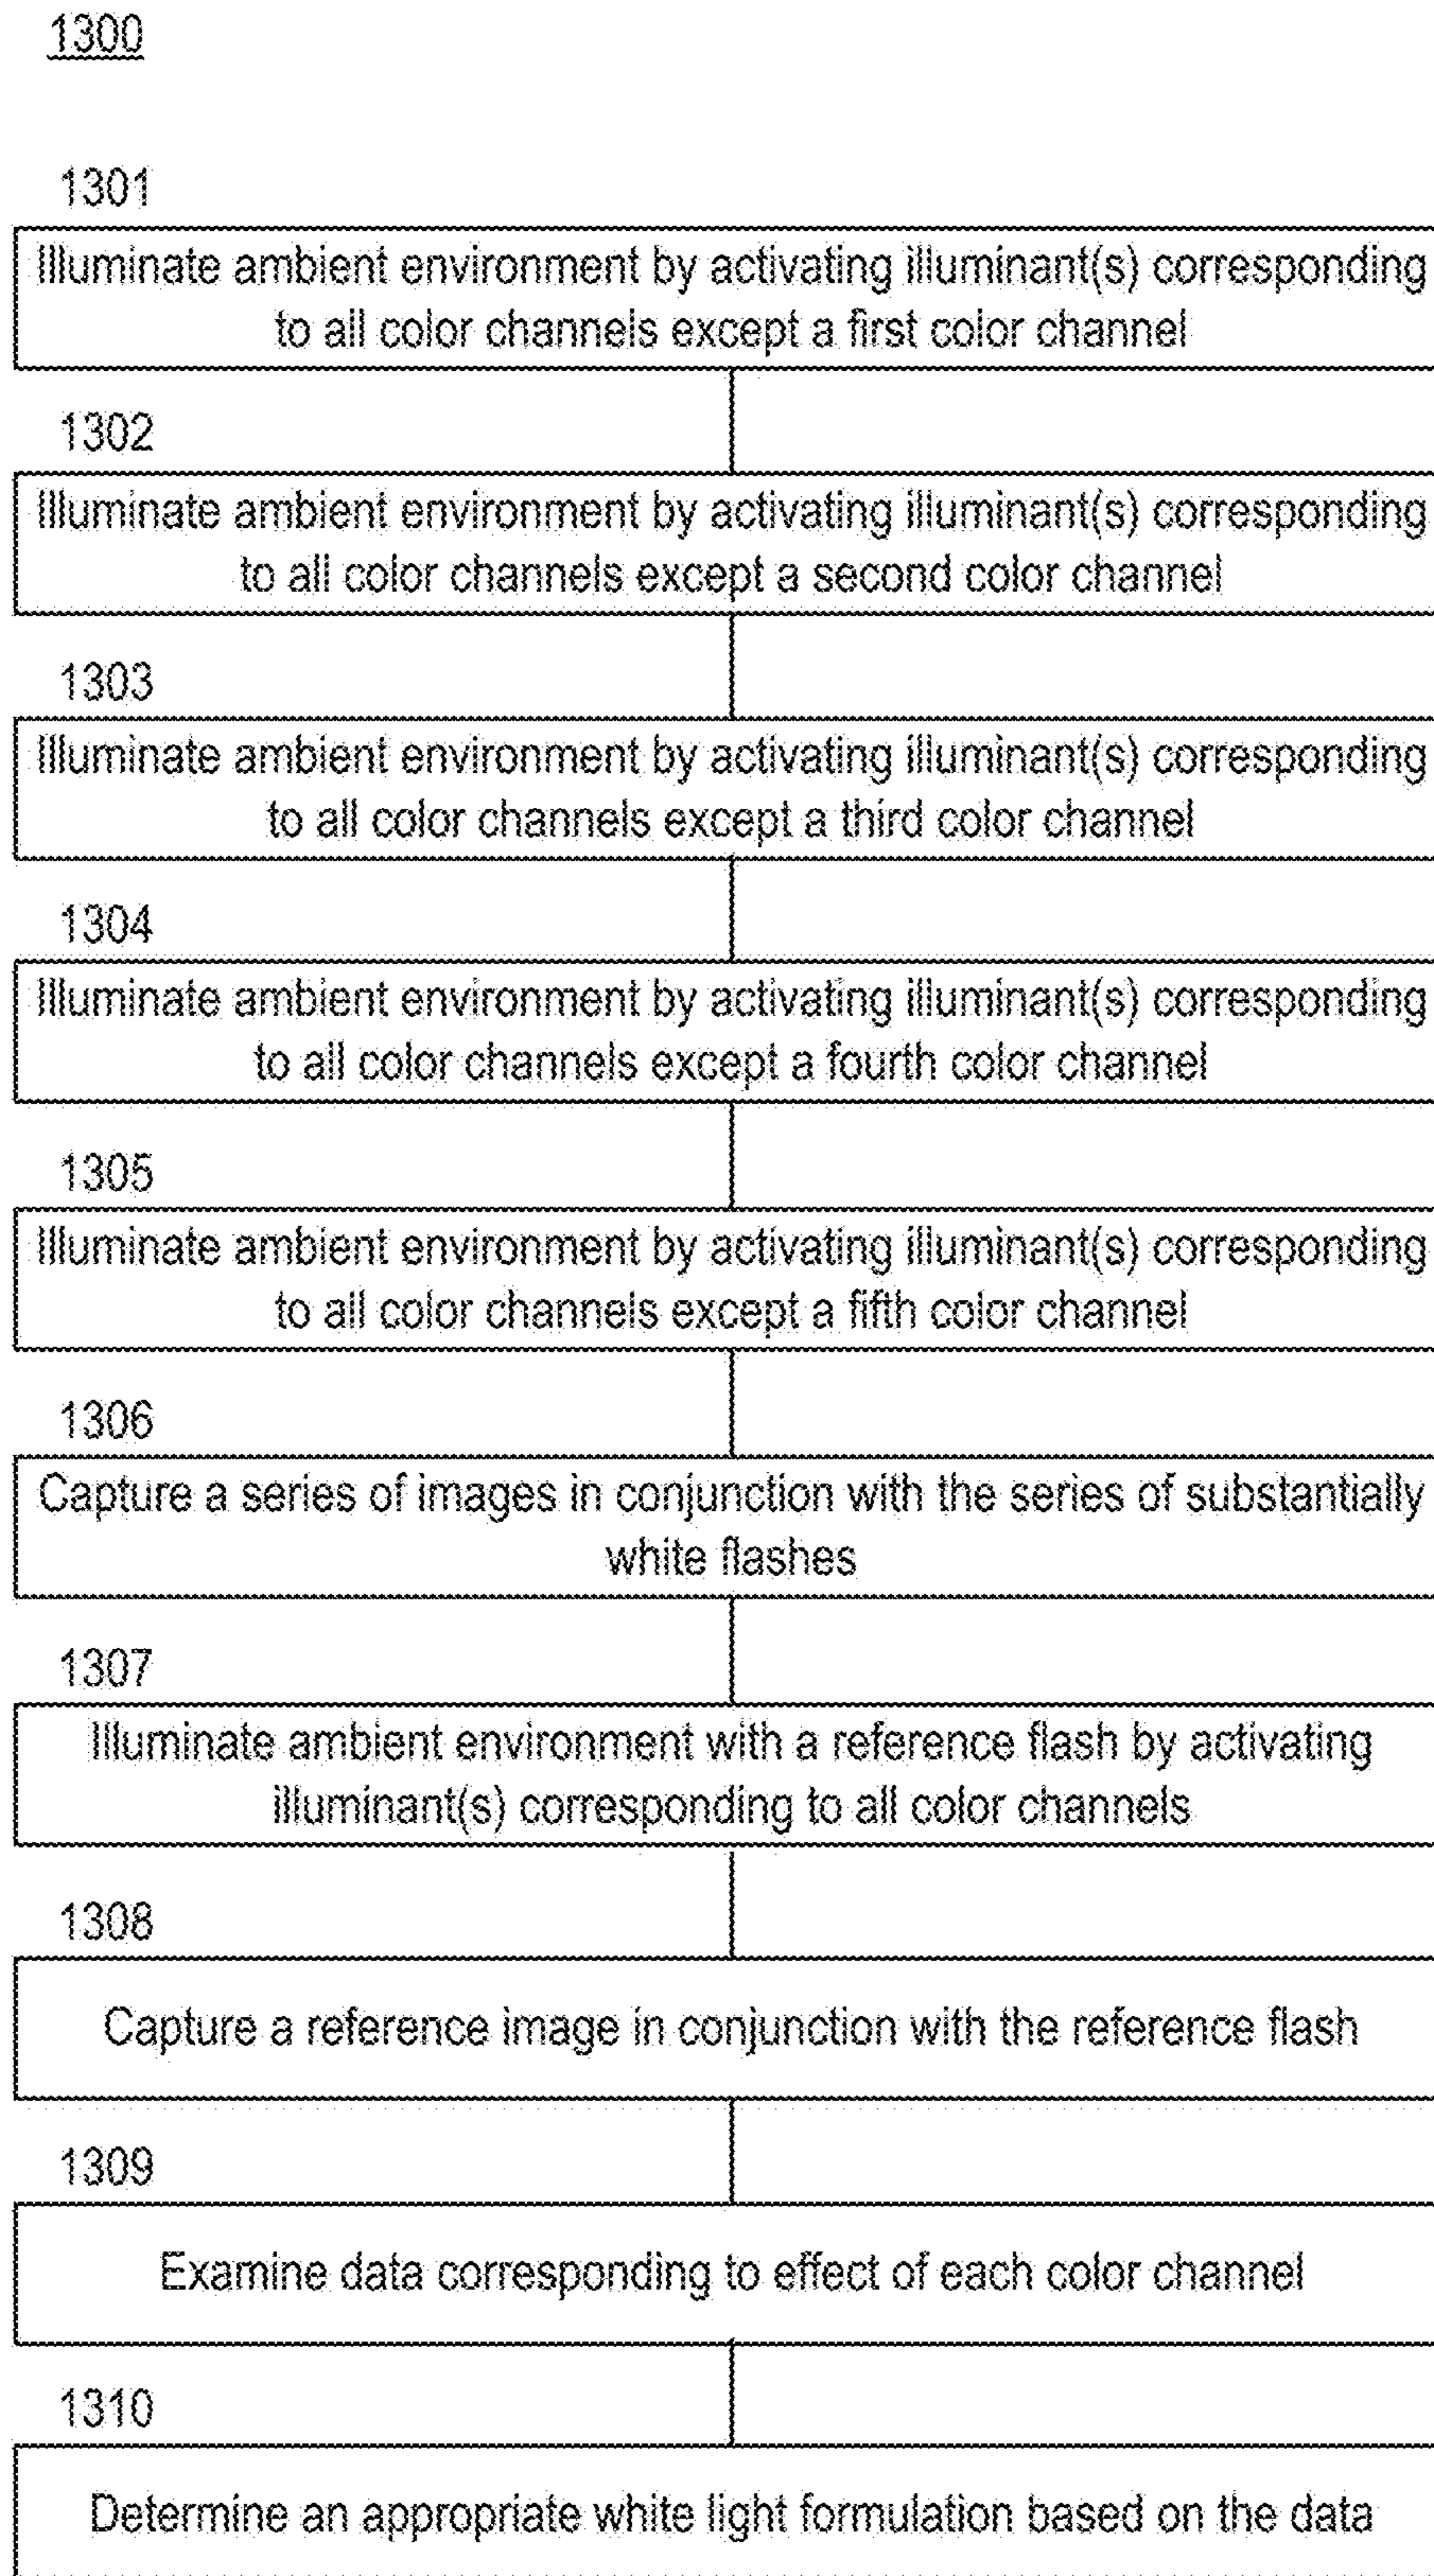 1300
1301
Illuminate ambient environment by activating illuminant(s) corresponding
to all color channels except a first color channel
1302
Illuminate ambient environment by activating illuminant(s) corresponding
to all color channels except a second color channel
1303
Illuminate ambient environment by activating illuminant(s) corresponding
to all color channels except a third color channel
1304
Illuminate ambient environment by activating illuminant(s) corresponding
to all color channels except a fourth color channel
1305
Illuminate ambient environment by activating illuminant(s) corresponding
to all color channels except a fifth color channel
1306
Capture a series of images in conjunction with the series of substantially
white flashes
1307
Illuminate ambient environment with a reference flash by activating
illuminant(s) corresponding to all color channels
1308
Capture a reference image in conjunction with the reference flash
1309
Examine data corresponding to effect of each color channel
1310
Determine an appropriate white light formulation based on the data